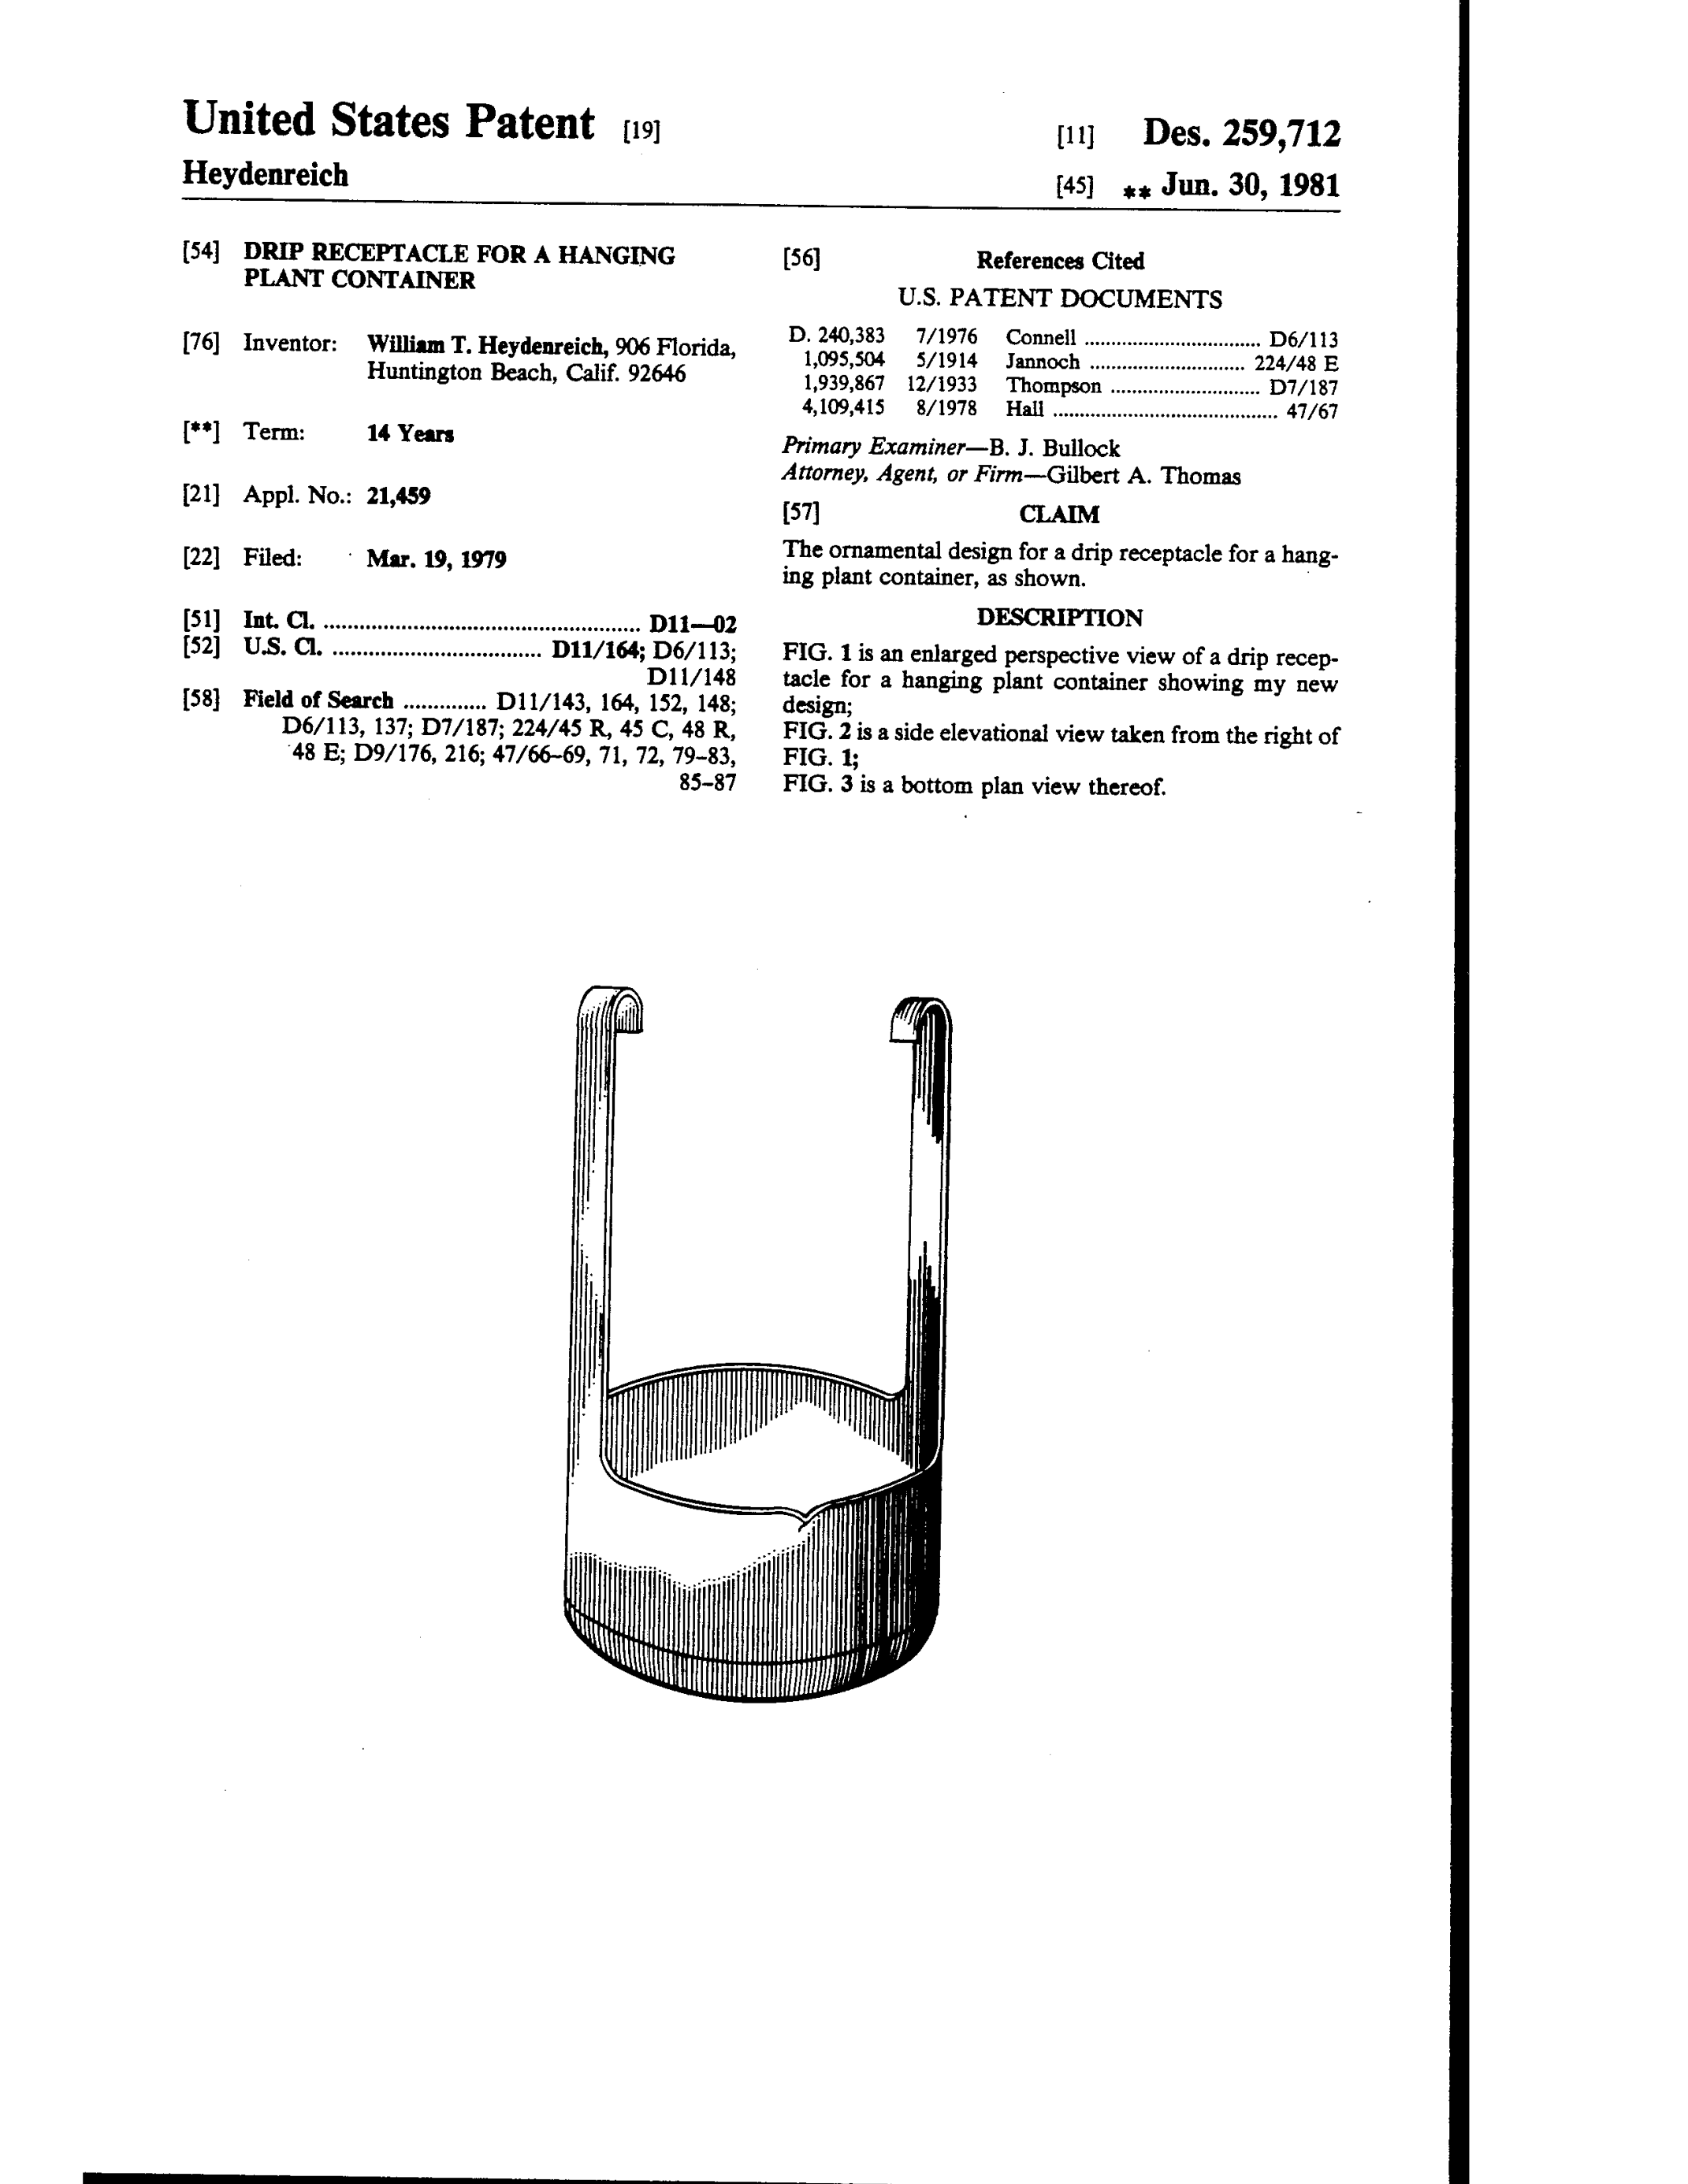 United States Patent [19]
Heydenreich
[11] Des. 259,712
[45] ** Jun. 30, 1981
[54] DRIP RECEPTACLE FOR A HANGING
PLANT CONTAINER
[76] Inventor: William T. Heydenreich, 906 Florida,
Huntington Beach, Calif. 92646
[**] Term: 14 Years
[21] Appl. No.: 21,459
[22] Filed: Mar. 19, 1979
[51] Int. Cl. ..................................................... D11—02
[52] U.S. Cl. ................................... D11/164; D6/113;
D11/148
[58] Field of Search .............. D11/143, 164, 152, 148;
D6/113, 137; D7/187; 224/45 R, 45 C, 48 R,
48 E; D9/176, 216; 47/66-69, 71, 72, 79-83,
85-87
[56] References Cited
U.S. PATENT DOCUMENTS
D. 240,383 7/1976 Connell ................................. D6/113
1,095,504 5/1914 Jannoch ............................. 224/48 E
1,939,867 12/1933 Thompson ............................ D7/187
4,109,415 8/1978 Hall .......................................... 47/67
Primary Examiner—B. J. Bullock
Attorney, Agent, or Firm—Gilbert A. Thomas
[57] CLAIM
The ornamental design for a drip receptacle for a hang-
ing plant container, as shown.
DESCRIPTION
FIG. 1 is an enlarged perspective view of a drip recep-
tacle for a hanging plant container showing my new
design;
FIG. 2 is a side elevational view taken from the right of
FIG. 1;
FIG. 3 is a bottom plan view thereof.